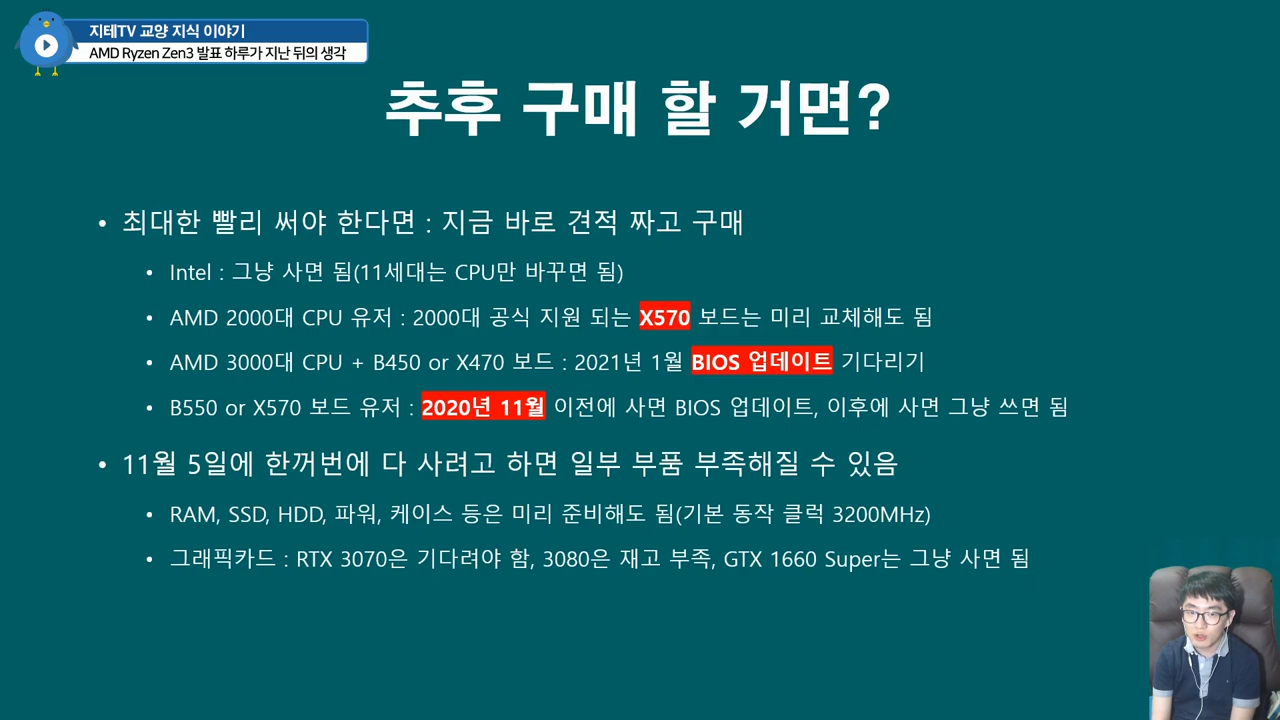 지테TV 교양 지식 이야기
AMD Ryzen Zen3 발표 하루가 지난 뒤의 생각
추후 구매 할 거면?
• 최대한 빨리 써야 한다면 : 지금 바로 견적 짜고 구매
• Intel : 그냥 사면 됨(11세대는 CPU만 바꾸면 됨)
• AMD 2000대 CPU 유저 : 2000대 공식 지원 되는 X570 보드는 미리 교체해도 됨
• AMD 3000대 CPU + B450 or X470 보드 : 2021년 1월 BIOS 업데이트 기다리기
• B550 or X570 보드 유저 : 2020년 11월 이전에 사면 BIOS 업데이트, 이후에 사면 그냥 쓰면 됨
• 11월 5일에 한꺼번에 다 사려고 하면 일부 부품 부족해질 수 있음
• RAM, SSD, HDD, 파워, 케이스 등은 미리 준비해도 됨(기본 동작 클럭 3200MHz)
• 그래픽카드 : RTX 3070은 기다려야 함, 3080은 재고 부족, GTX 1660 Super는 그냥 사면 됨